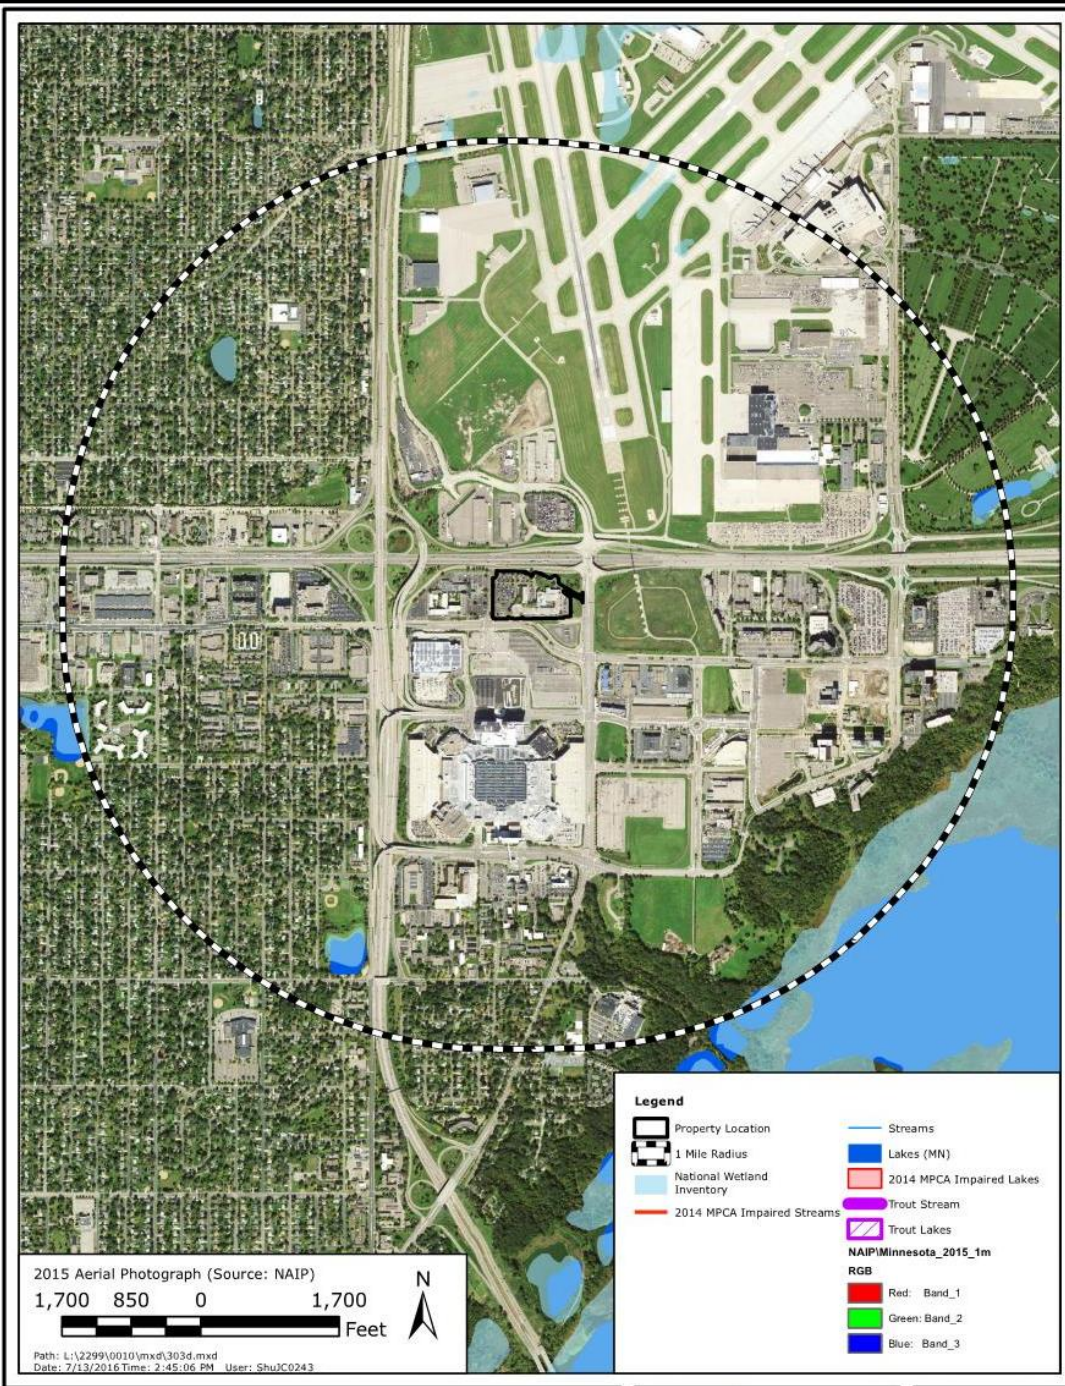 Legend
Property Location
1 Mile Radius
National Wetland
Inventory
2014 MPCA Impaired Streams
Streams
Lakes (MN)
2014 MPCA Impaired Lakes
Trout Stream
Trout Lakes
NAIP\Minnesota_2015_1m
RGB
Red: Band_1
Green: Band_2
Blue: Band_3
2015 Aerial Photograph (Source: NAIP)
N
1,700 850 0 1,700
Feet
Path: L:\2299\0010\mxd\303d.mxd
Date: 7/13/2016 Time: 2:45:06 PM User: ShuJC0243